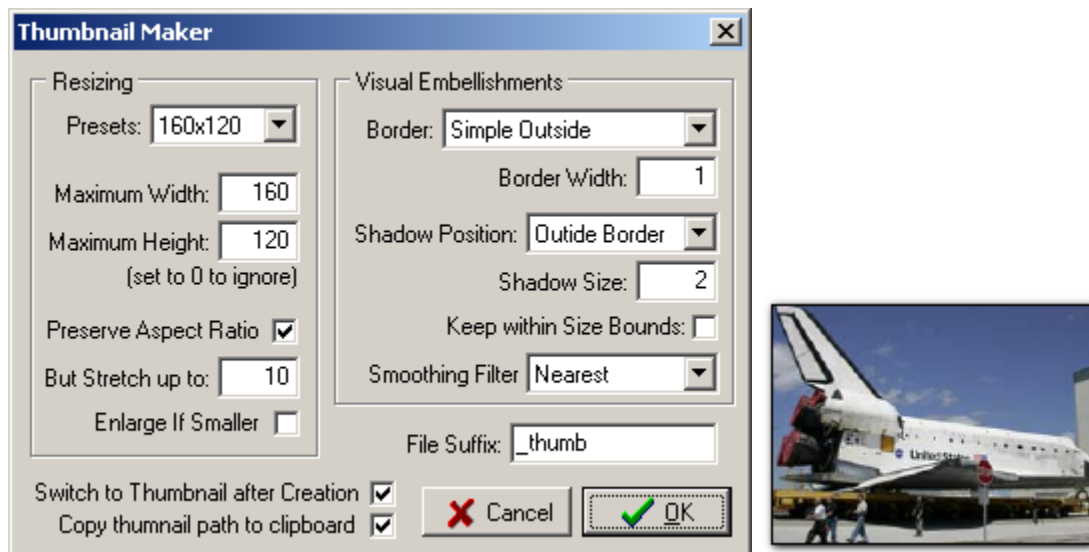 Thumbnail Maker
Resizing
Presets: 160x120
Maximum Width: 160
Maximum Height: 120
(set to 0 to ignore)
Preserve Aspect Ratio
But Stretch up to: 10
Enlarge If Smaller
Visual Embellishments
Border: Simple Outside
Border Width: 1
Shadow Position: Outide Border
Shadow Size: 2
Keep within Size Bounds:
Smoothing Filter Nearest
File Suffix: _thumb
Switch to Thumbnail after Creation
Copy thumnail path to clipboard
Cancel
OK
United States